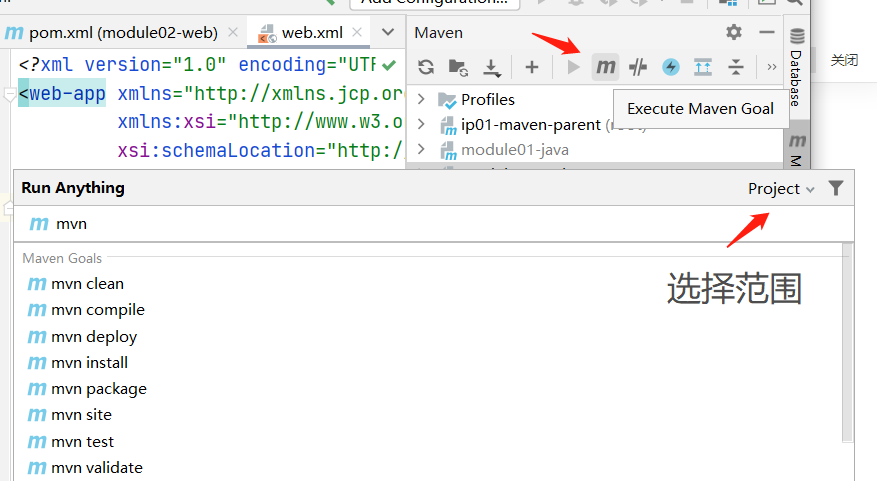 Add Configuration...
pom.xml (module02-web)
web.xml
Maven
<?xml version="1.0" encoding="UTF
<web-app xmlns="http://xmlns.jcp.or
xmlns:xsi="http://www.w3.o
xsi:schemaLocation="http:/
Profiles
ip01-maven-parent (root)
module01-java
Execute Maven Goal
Database
M
关闭
Run Anything
Project
mvn
选择范围
Maven Goals
mvn clean
mvn compile
mvn deploy
mvn install
mvn package
mvn site
mvn test
mvn validate